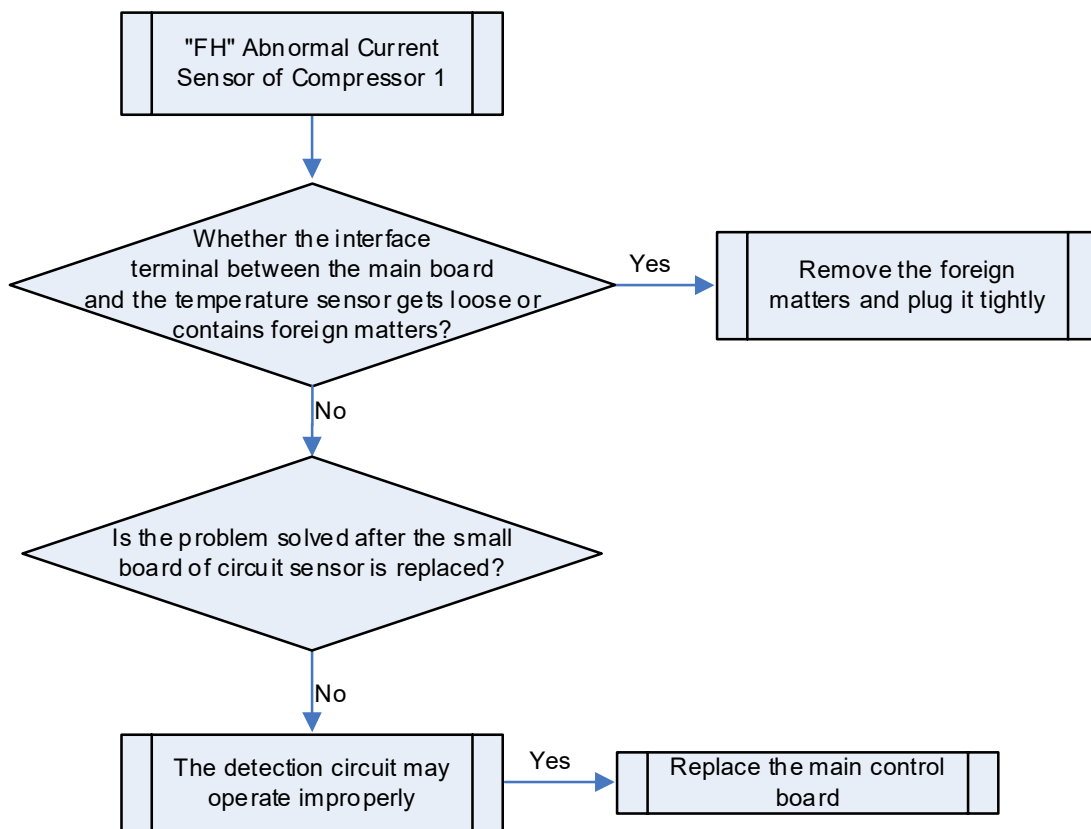 "FH" Abnormal Current
Sensor of Compressor 1
Whether the interface
terminal between the main board
and the temperature sensor gets loose or
contains foreign matters?
Yes
Remove the foreign
matters and plug it tightly
No
Is the problem solved after the small
board of circuit sensor is replaced?
No
The detection circuit may
operate improperly
Yes
Replace the main control
board